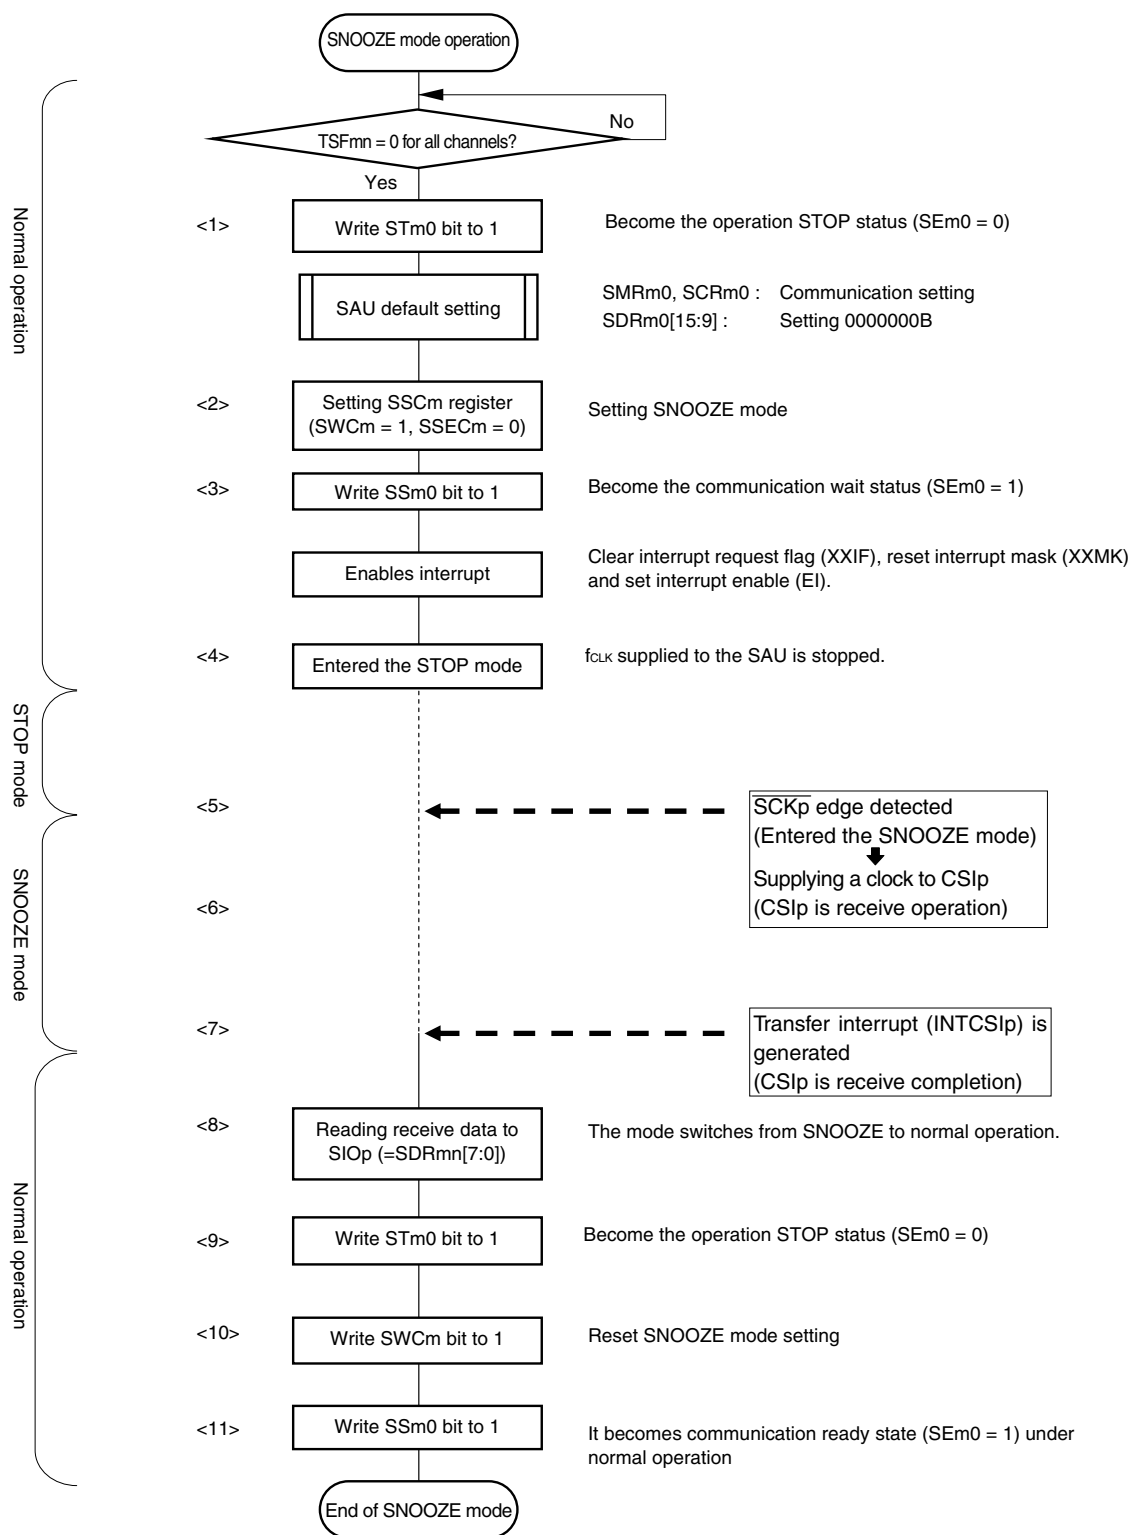 SNOOZE mode operation
No
TSFmn = 0 for all channels?
Yes
Normal operation
<1>
Write STm0 bit to 1
Become the operation STOP status (SEm0 = 0)
SAU default setting
SMRm0, SCRm0 : Communication setting
SDRm0[15:9] : Setting 0000000B
<2>
Setting SSCm register
(SWCm = 1, SSECm = 0)
Setting SNOOZE mode
<3>
Write SSm0 bit to 1
Become the communication wait status (SEm0 = 1)
Enables interrupt
Clear interrupt request flag (XXIF), reset interrupt mask (XXMK)
and set interrupt enable (EI).
<4>
Entered the STOP mode
fCLK supplied to the SAU is stopped.
STOP mode
<5>
SCKp edge detected
(Entered the SNOOZE mode)
Supplying a clock to CSIp
(CSIp is receive operation)
<6>
SNOOZE mode
<7>
Transfer interrupt (INTCSIp) is
generated
(CSIp is receive completion)
<8>
Reading receive data to
SIOp (=SDRmn[7:0])
The mode switches from SNOOZE to normal operation.
Normal operation
<9>
Write STm0 bit to 1
Become the operation STOP status (SEm0 = 0)
<10>
Write SWCm bit to 1
Reset SNOOZE mode setting
<11>
Write SSm0 bit to 1
It becomes communication ready state (SEm0 = 1) under
normal operation
End of SNOOZE mode